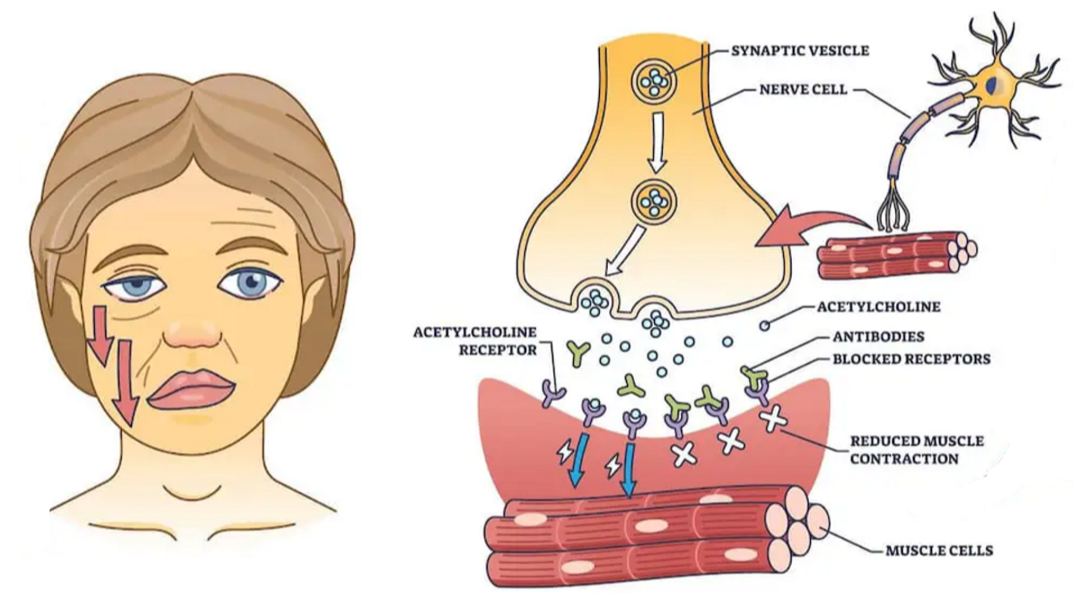 SYNAPTIC VESICLE
NERVE CELL
ACETYLCHOLINE
ACETYLCHOLINE
RECEPTOR
ANTIBODIES
BLOCKED RECEPTORS
REDUCED MUSCLE
CONTRACTION
MUSCLE CELLS